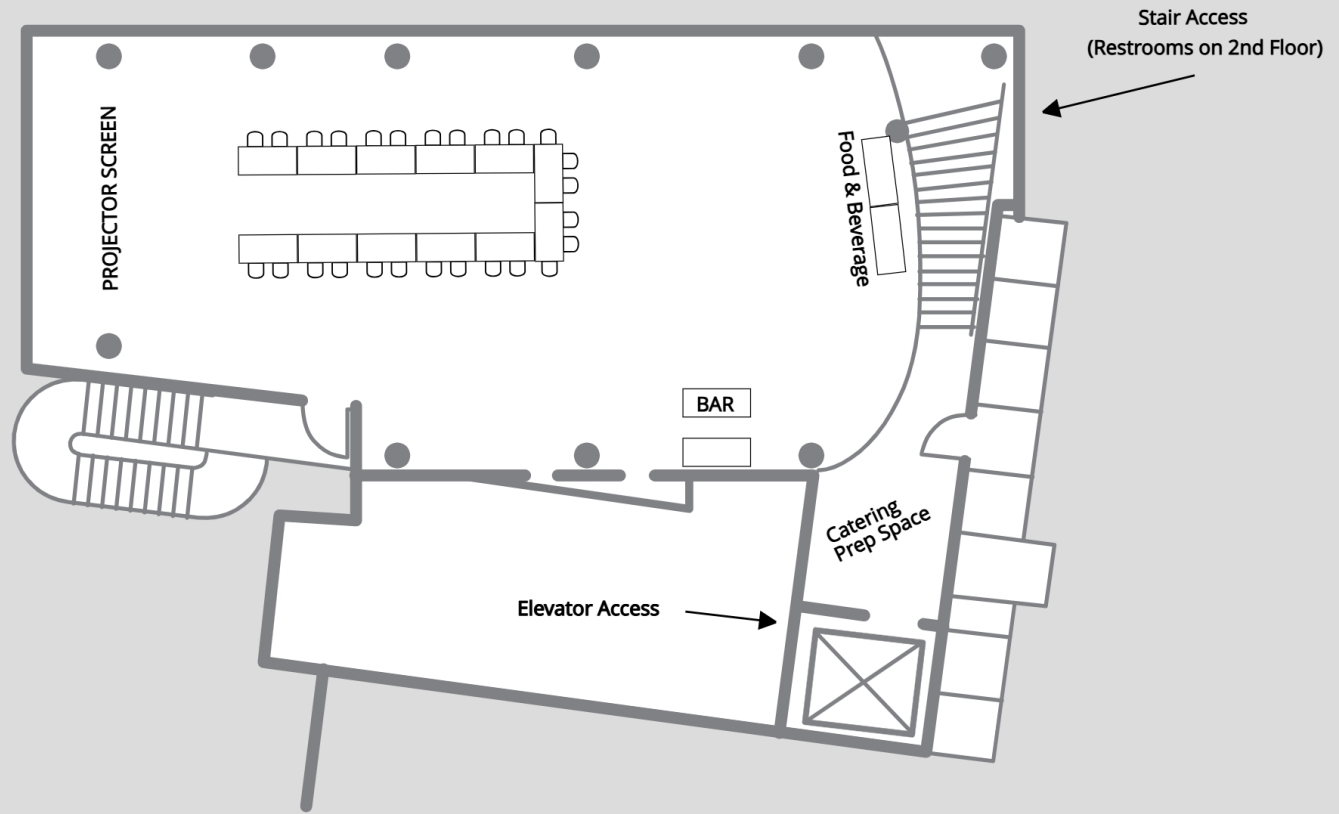 Stair Access
(Restrooms on 2nd Floor)
PROJECTOR SCREEN
Food & Beverage
BAR
Catering
Prep Space
Elevator Access